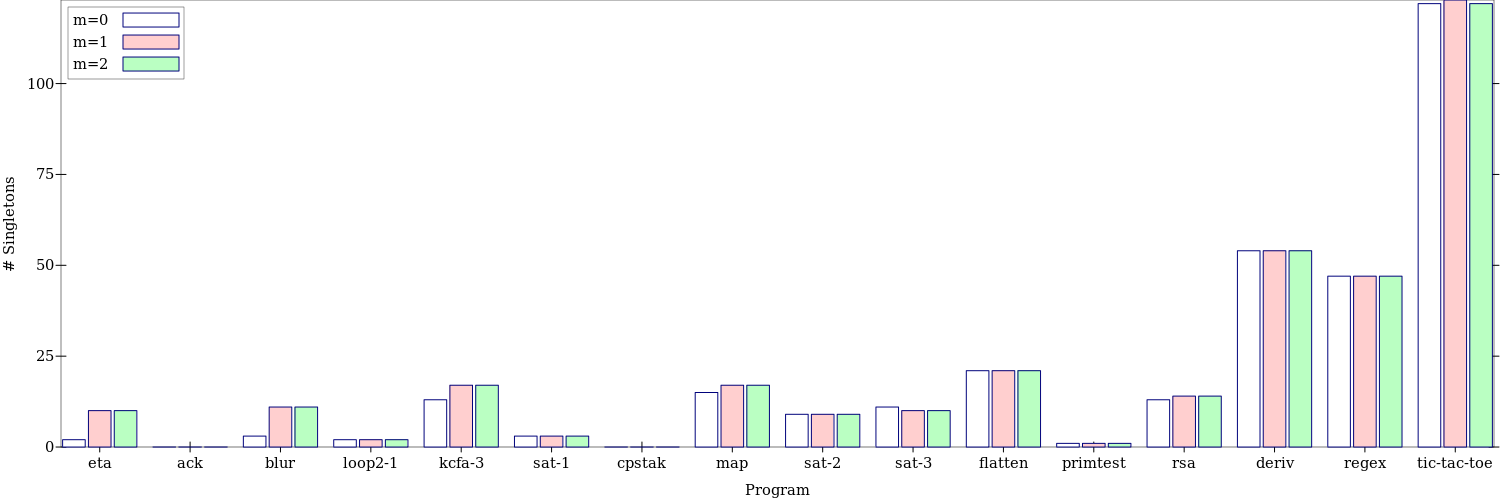 m=0
m=1
m=2
100
75
50
25
0
# Singletons
eta ack blur loop2-1 kcfa-3 sat-1 cpstak map sat-2 sat-3 flatten primtest rsa deriv regex tic-tac-toe
Program